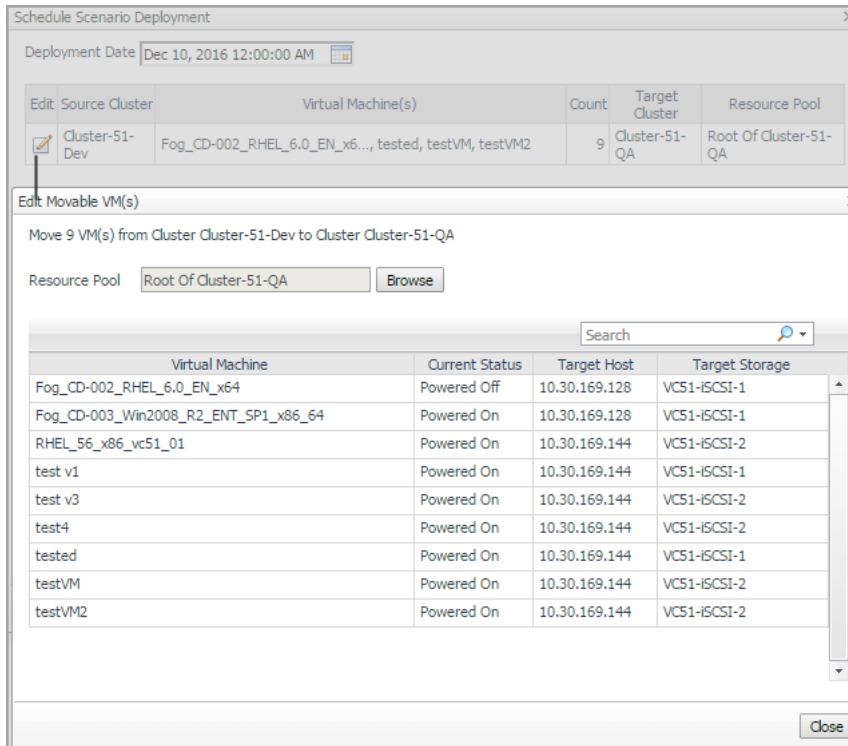 Schedule Scenario Deployment
Deployment Date Dec 10, 2016 12:00:00 AM
Edit Source Cluster Virtual Machine(s) Count Target Cluster Resource Pool
Cluster-51-Dev Fog_CD-002_RHEL_6.0_EN_x6..., tested, testVM, testVM2 9 Cluster-51-QA Root Of Cluster-51-QA
Edit Movable VM(s)
Move 9 VM(s) from Cluster Cluster-51-Dev to Cluster Cluster-51-QA
Resource Pool Root Of Cluster-51-QA Browse
Search
Virtual Machine Current Status Target Host Target Storage
Fog_CD-002_RHEL_6.0_EN_x64 Powered Off 10.30.169.128 VC51-iSCSI-1
Fog_CD-003_Win2008_R2_ENT_SP1_x86_64 Powered On 10.30.169.128 VC51-iSCSI-1
RHEL_56_x86_vc51_01 Powered On 10.30.169.144 VC51-iSCSI-2
test v1 Powered On 10.30.169.144 VC51-iSCSI-1
test v3 Powered On 10.30.169.144 VC51-iSCSI-2
test4 Powered On 10.30.169.144 VC51-iSCSI-2
tested Powered On 10.30.169.144 VC51-iSCSI-1
testVM Powered On 10.30.169.144 VC51-iSCSI-2
testVM2 Powered On 10.30.169.144 VC51-iSCSI-2
Close